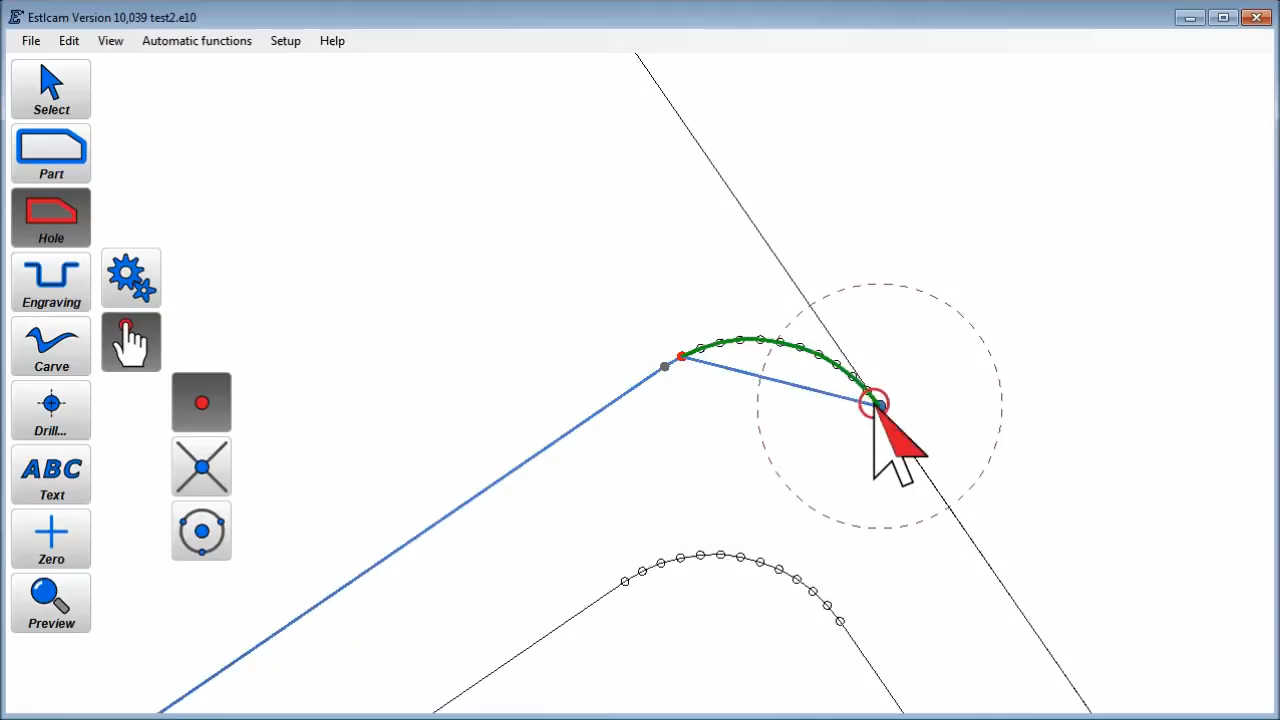 Estlcam Version 10,039 test2.e10
File Edit View Automatic functions Setup Help
Select
Part
Hole
Engraving
Carve
Drill...
ABC
Text
Zero
Preview